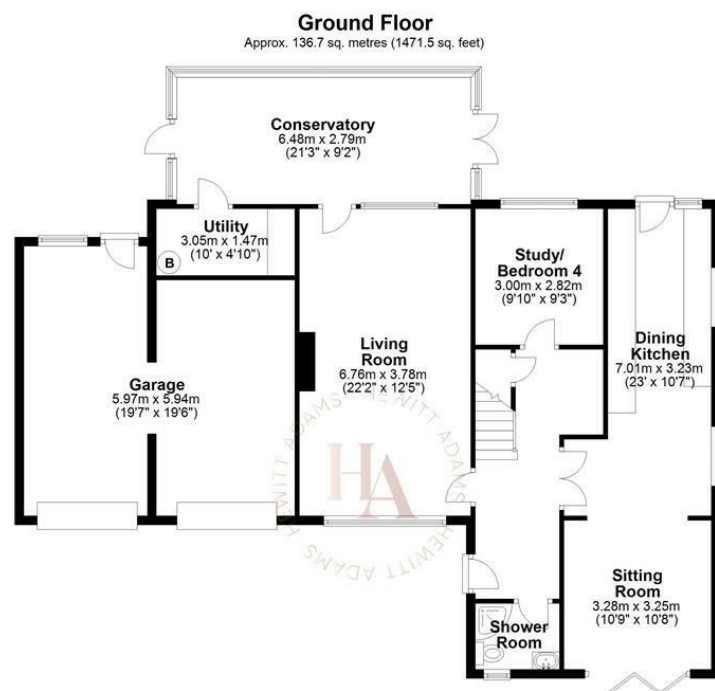 Ground Floor
Approx. 136.7 sq. metres (1471.5 sq. feet)
Conservatory
6.48m x 2.79m
(21'3" x 9'2")
Utility
3.05m x 1.47m
(10' x 4'10")
B
Study/
Bedroom 4
3.00m x 2.82m
(9'10" x 9'3")
Dining
Kitchen
7.01m x 3.23m
(23' x 10'7")
Living
Room
6.76m x 3.78m
(22'2" x 12'5")
Garage
5.97m x 5.94m
(19'7" x 19'6")
HEWITT ADAMS
HEWITT ADAMS
HA
Sitting
Room
3.28m x 3.25m
(10'9" x 10'8")
Shower
Room